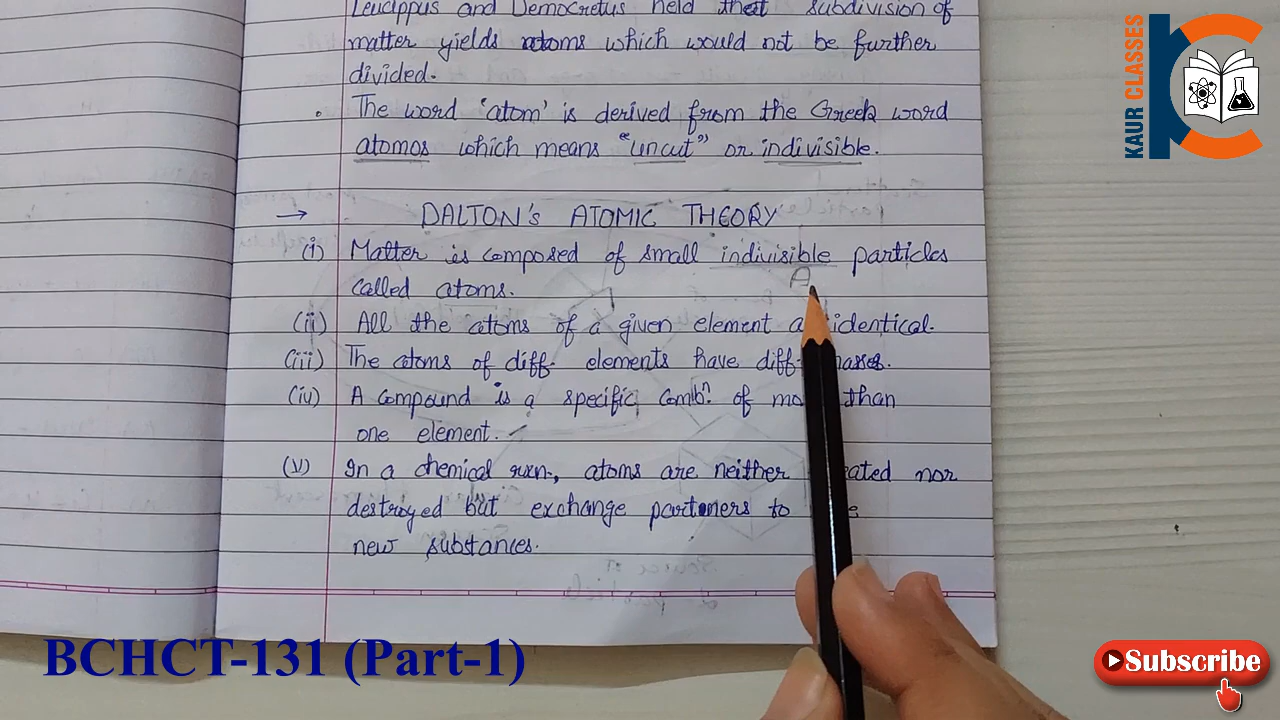 Leucippus and Democretus held that subdivision of
matter yields atoms which would not be further
divided.
. The word 'atom' is derived from the Greek word
atomos which means "uncut" or indivisible.
→ DALTON's ATOMIC THEORY
(i) Matter is composed of small indivisible particles
called atoms.
A
(ii) All the atoms of a given element a identical.
(iii) The atoms of diff. elements have diff. masses.
(iv) A compound is a specific combn of mo than
one element.
(v) In a chemical rxn., atoms are neither eated nor
destroyed but exchange partners to e
new substances.
KAUR CLASSES
BCHCT-131 (Part-1)
Subscribe